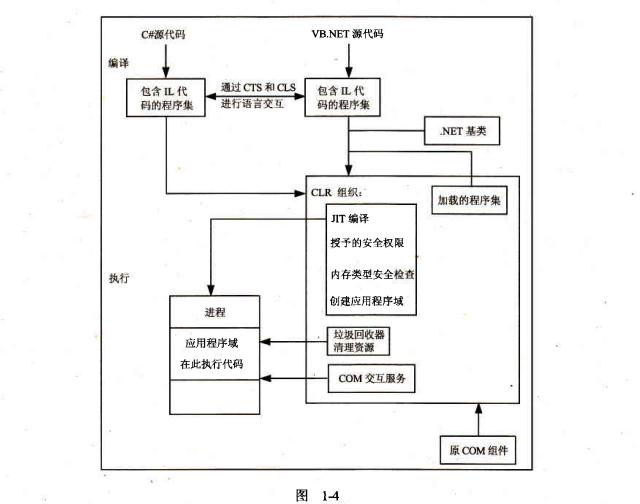 C#源代码
VB.NET 源代码
编译
包含 IL 代
码的程序集
通过 CTS 和 CLS
进行语言交互
包含 IL 代
码的程序集
.NET 基类
CLR 组织：
加载的程序集
JIT 编译
授予的安全权限
内存类型安全检查
创建应用程序域
执行
进程
应用程序域
在此执行代码
垃圾回收器
清理资源
COM 交互服务
原 COM 组件
图 1-4